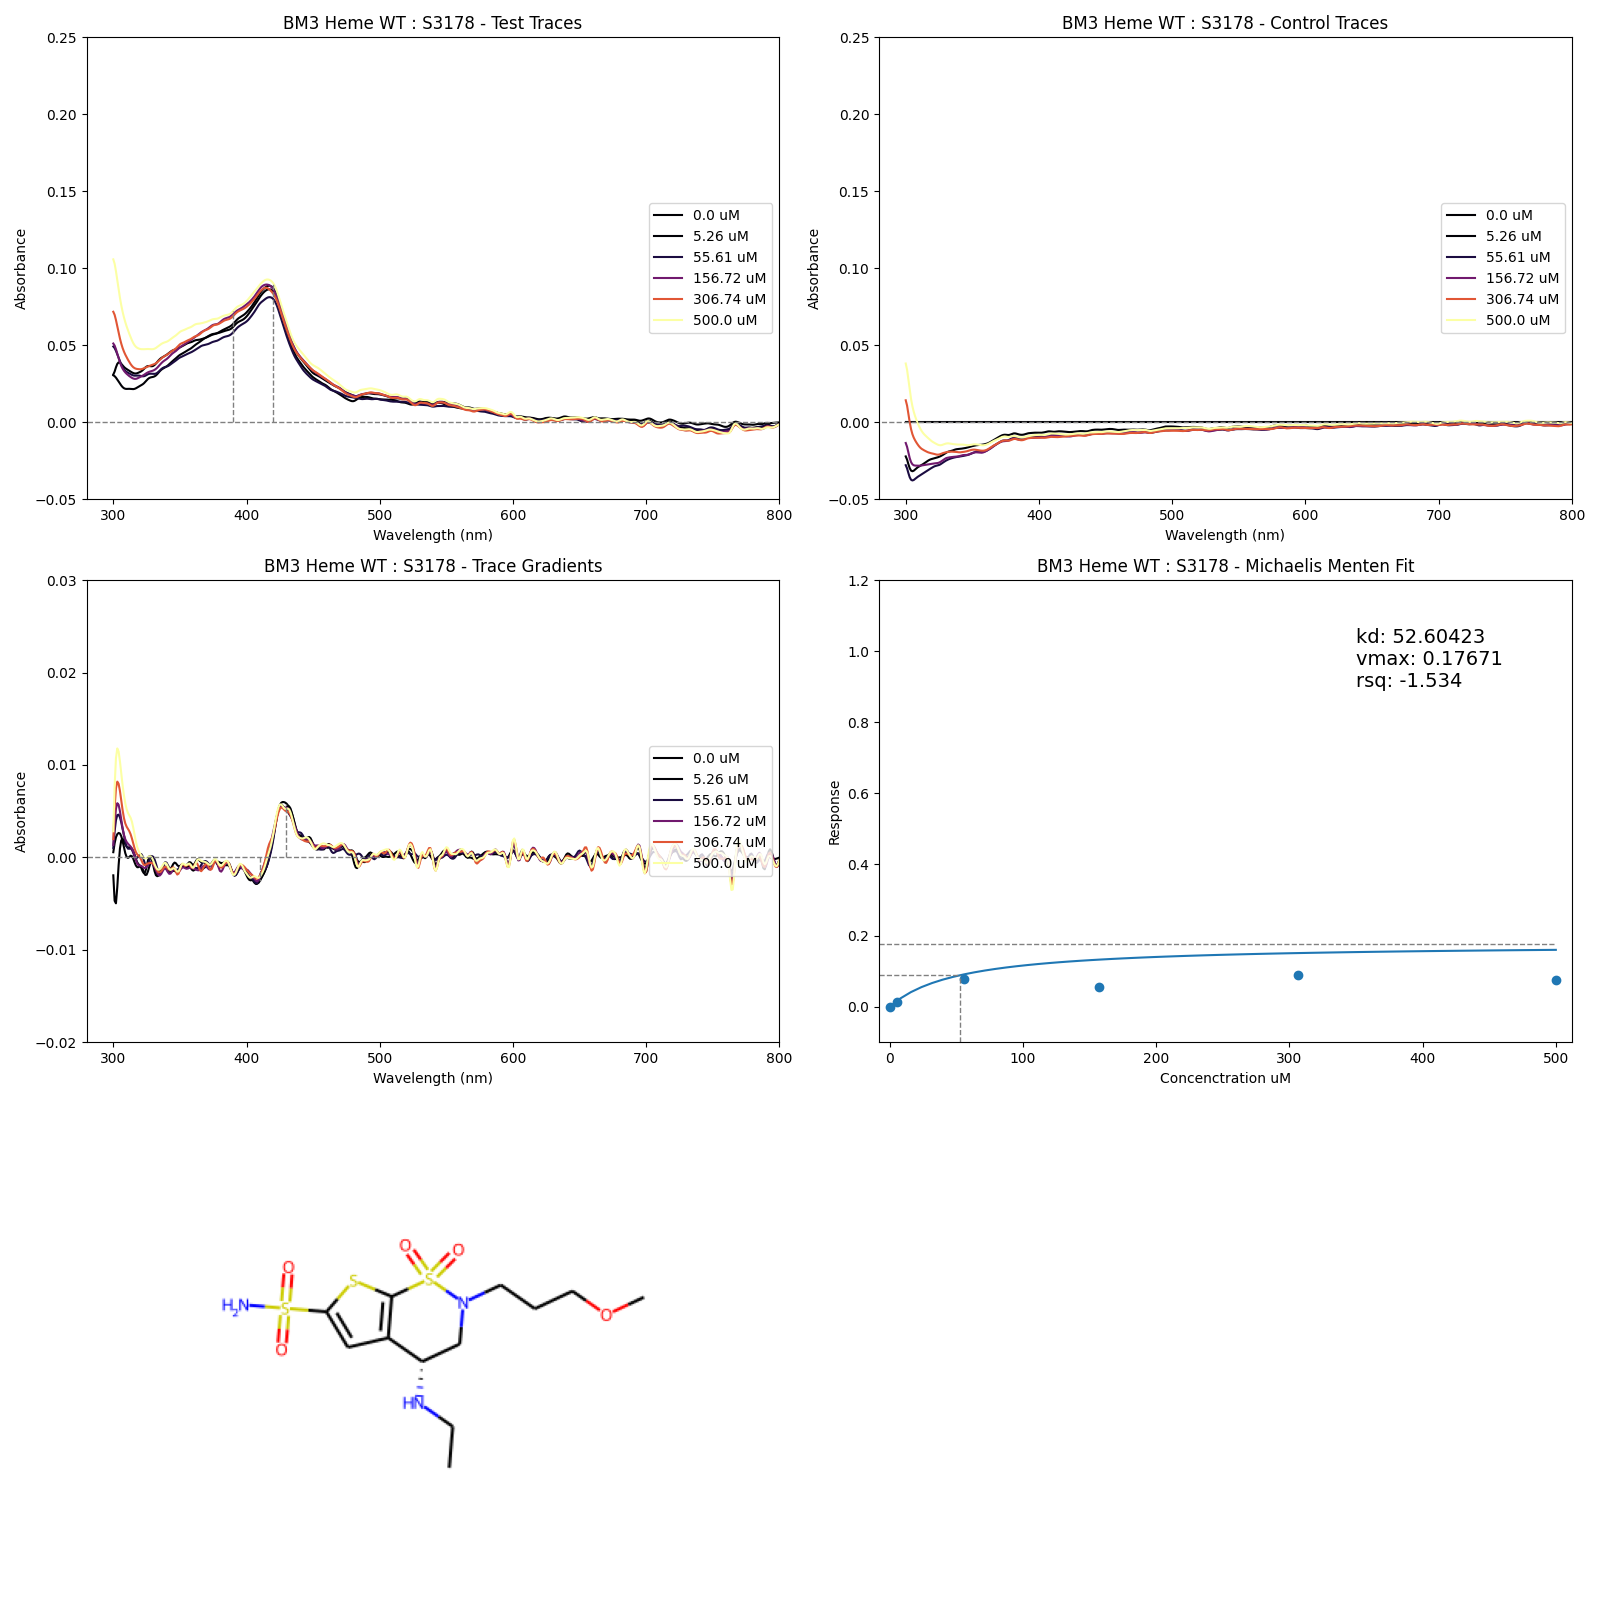 BM3 Heme WT : S3178 - Test Traces
Absorbance
0.25
0.20
0.15
0.10
0.05
0.00
−0.05
300 400 500 600 700 800
Wavelength (nm)
0.0 uM
5.26 uM
55.61 uM
156.72 uM
306.74 uM
500.0 uM
BM3 Heme WT : S3178 - Control Traces
Absorbance
0.25
0.20
0.15
0.10
0.05
0.00
−0.05
300 400 500 600 700 800
Wavelength (nm)
0.0 uM
5.26 uM
55.61 uM
156.72 uM
306.74 uM
500.0 uM
BM3 Heme WT : S3178 - Trace Gradients
Absorbance
0.03
0.02
0.01
0.00
−0.01
−0.02
300 400 500 600 700 800
Wavelength (nm)
0.0 uM
5.26 uM
55.61 uM
156.72 uM
306.74 uM
500.0 uM
BM3 Heme WT : S3178 - Michaelis Menten Fit
Response
1.2
1.0
0.8
0.6
0.4
0.2
0.0
0 100 200 300 400 500
Concenctration uM
kd: 52.60423
vmax: 0.17671
rsq: -1.534
O O
O S S
H2N S N
O O
HN